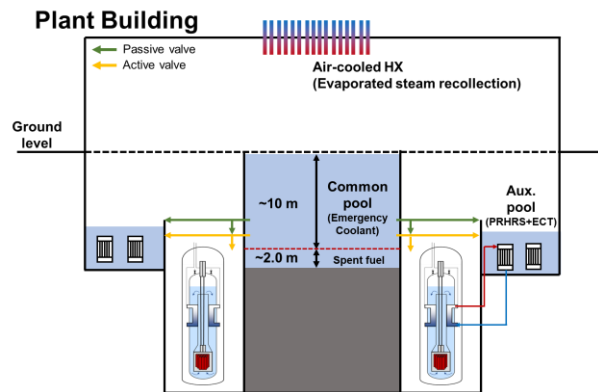 Plant Building
Passive valve
Active valve
Air-cooled HX
(Evaporated steam recollection)
Ground
level
~10 m
Common
pool
(Emergency
Coolant)
Aux.
pool
(PRHRS+ECT)
~2.0 m
Spent fuel